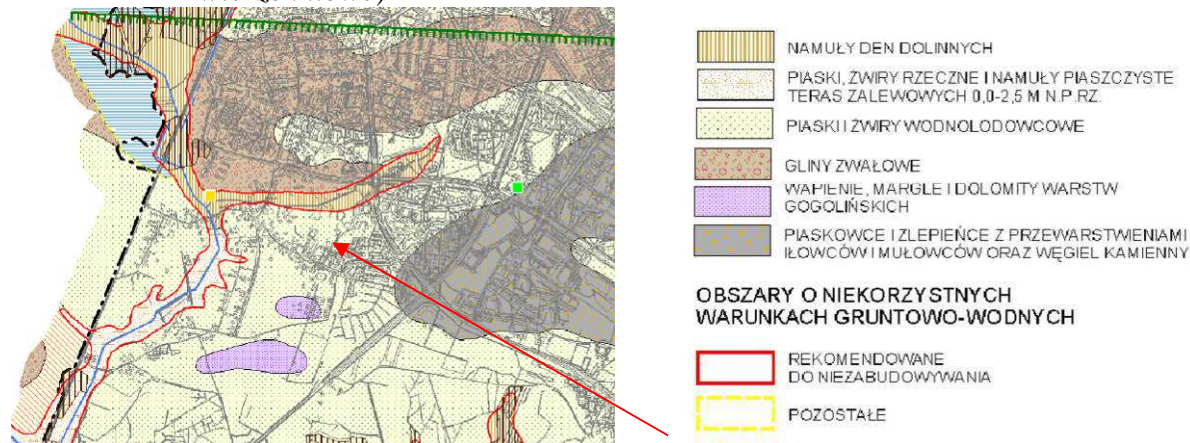 NAMUŁY DEN DOLINNYCH
PIASKI, ŻWIRY RZECZNE I NAMUŁY PIASZCZYSTE
TERAS ZALEWOWYCH 0,0-2,5 M N.P.RZ.
PIASKI I ŻWIRY WODNOLODOWCOWE
GLINY ZWAŁOWE
WAPIENIE, MARGLE I DOLOMITY WARSTW
GOGOLIŃSKICH
PIASKOWCE I ZLEPIEŃCE Z PRZEWARSTWIENIAMI
IŁOWCÓW I MUŁOWCÓW ORAZ WĘGIEL KAMIENNY
OBSZARY O NIEKORZYSTNYCH
WARUNKACH GRUNTOWO-WODNYCH
REKOMENDOWANE
DO NIEZABUDOWYWANIA
POZOSTAŁE